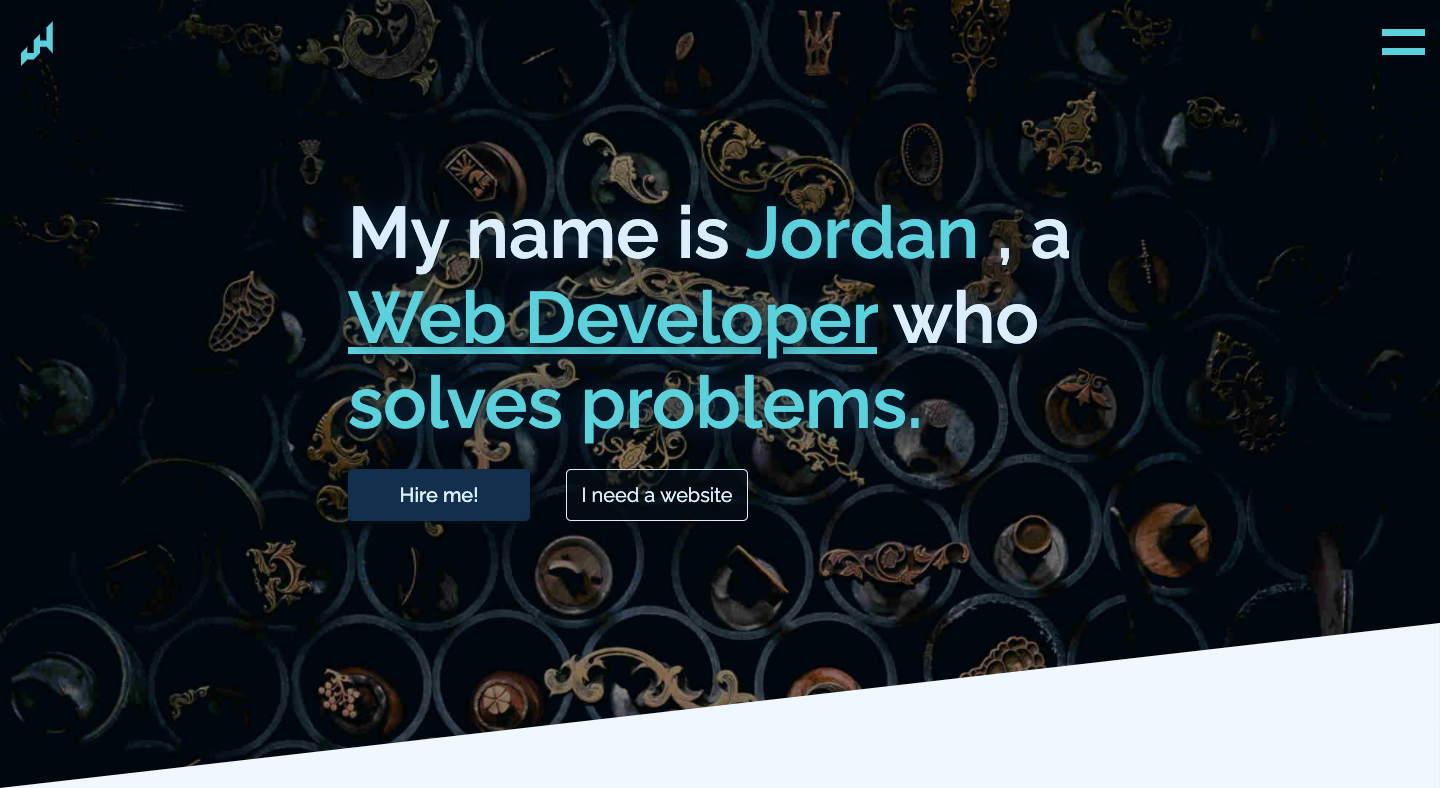 My name is Jordan , a
Web Developer who
solves problems.
Hire me!
I need a website